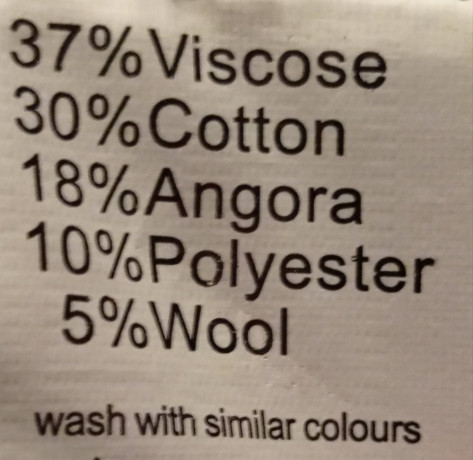 37%Viscose
30%Cotton
18%Angora
10%Polyester
5%Wool
wash with similar colours